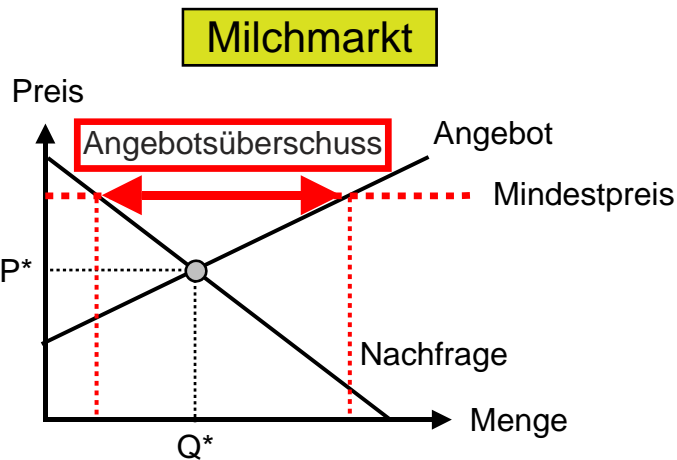 Milchmarkt
Preis
Angebotsüberschuss
Angebot
Mindestpreis
P*
Nachfrage
Menge
Q*